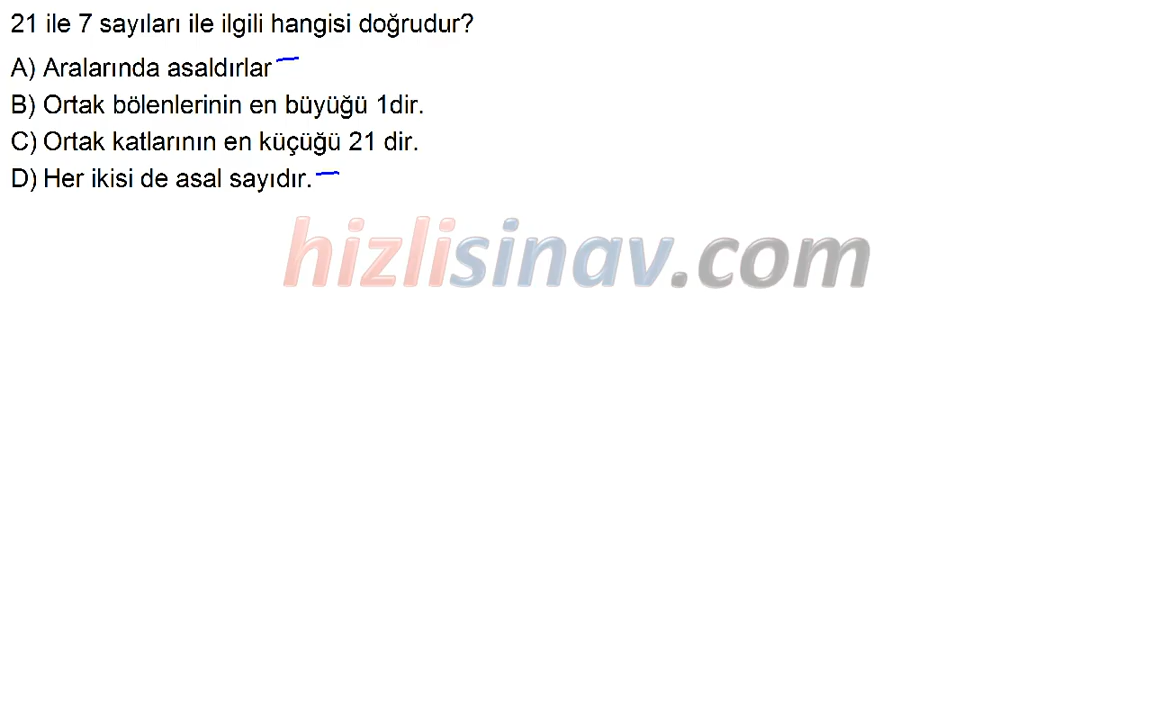 21 ile 7 sayıları ile ilgili hangisi doğrudur?
A) Aralarında asaldırlar
B) Ortak bölenlerinin en büyüğü 1dir.
C) Ortak katlarının en küçüğü 21 dir.
D) Her ikisi de asal sayıdır.
hizlisinav.com